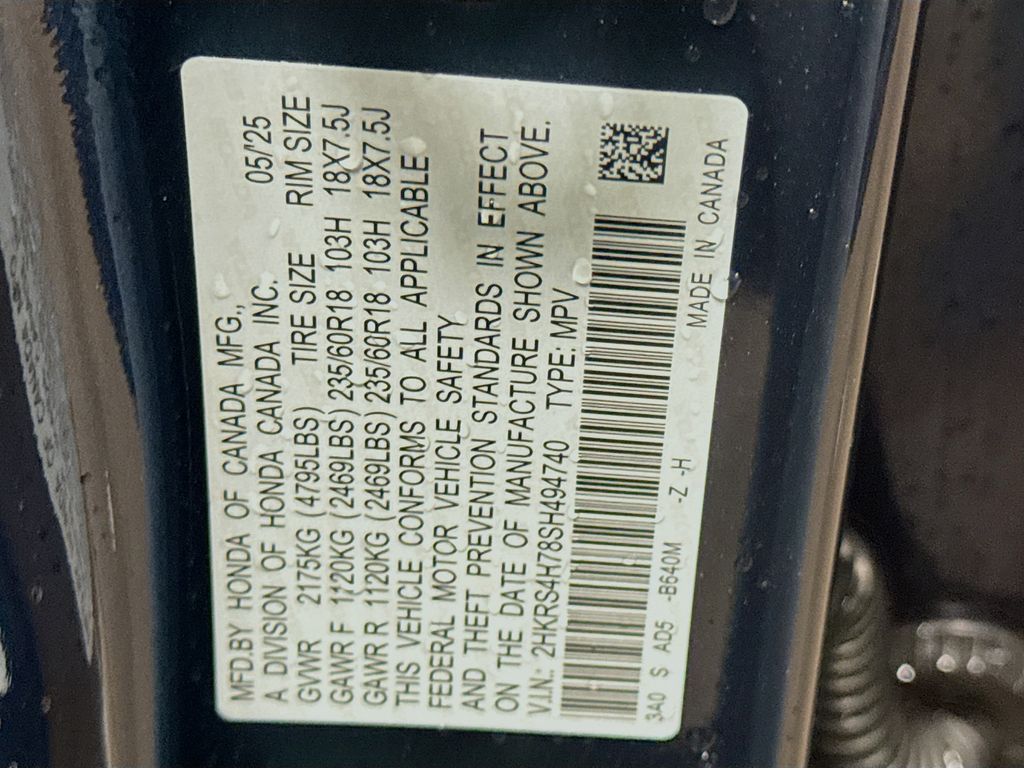 MFD.BY HONDA OF CANADA MFG.,
A DIVISION OF HONDA CANADA INC. 05/'25
GVWR 2175KG (4795LBS) TIRE SIZE RIM SIZE
GAWR F 1120KG (2469LBS) 235/60R18 103H 18X7.5J
GAWR R 1120KG (2469LBS) 235/60R18 103H 18X7.5J
THIS VEHICLE CONFORMS TO ALL APPLICABLE
FEDERAL MOTOR VEHICLE SAFETY
AND THEFT PREVENTION STANDARDS IN EFFECT
ON THE DATE OF MANUFACTURE SHOWN ABOVE.
V.I.N.: 2HKRS4H78SH494740 TYPE: MPV
3A0 S AD5 -B640M -Z -H
MADE IN CANADA